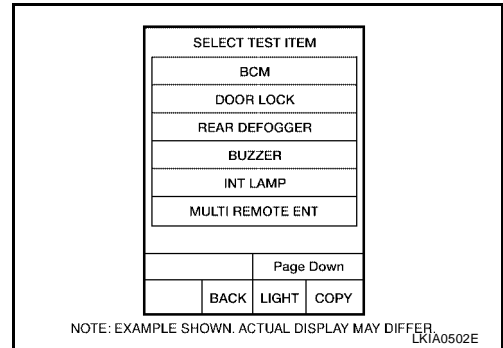 SELECT TEST ITEM
BCM
DOOR LOCK
REAR DEFOGGER
BUZZER
INT LAMP
MULTI REMOTE ENT
Page Down
BACK LIGHT COPY
NOTE: EXAMPLE SHOWN. ACTUAL DISPLAY MAY DIFFER.
LKIA0502E